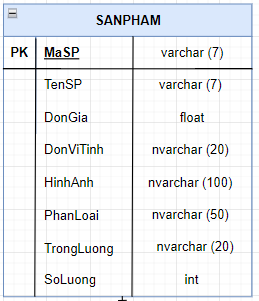 SANPHAM
PK MaSP varchar (7)
TenSP varchar (7)
DonGia float
DonViTinh nvarchar (20)
HinhAnh nvarchar (100)
PhanLoai nvarchar (50)
TrongLuong nvarchar (20)
SoLuong int